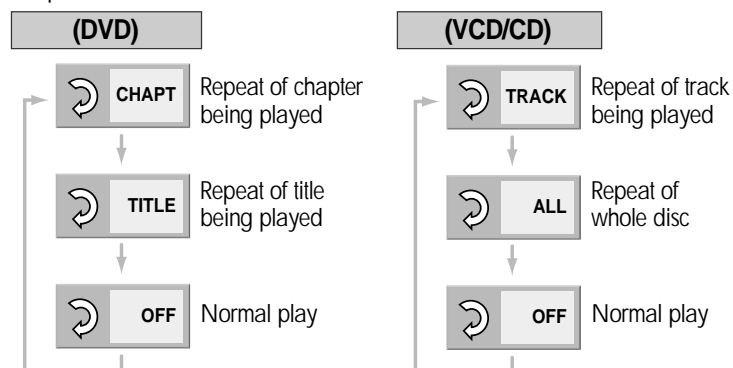 (DVD)
CHAPT
Repeat of chapter
being played
TITLE
Repeat of title
being played
OFF
Normal play
(VCD/CD)
TRACK
Repeat of track
being played
ALL
Repeat of
whole disc
OFF
Normal play